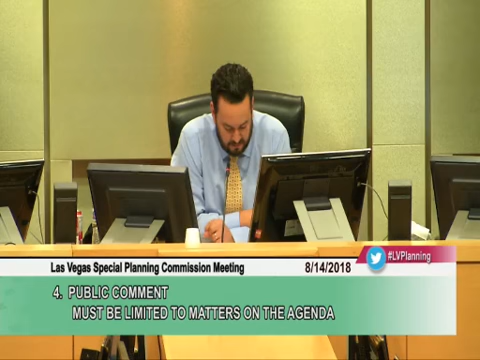 Las Vegas Special Planning Commission Meeting 8/14/2018 #LVPlanning
4. PUBLIC COMMENT
MUST BE LIMITED TO MATTERS ON THE AGENDA